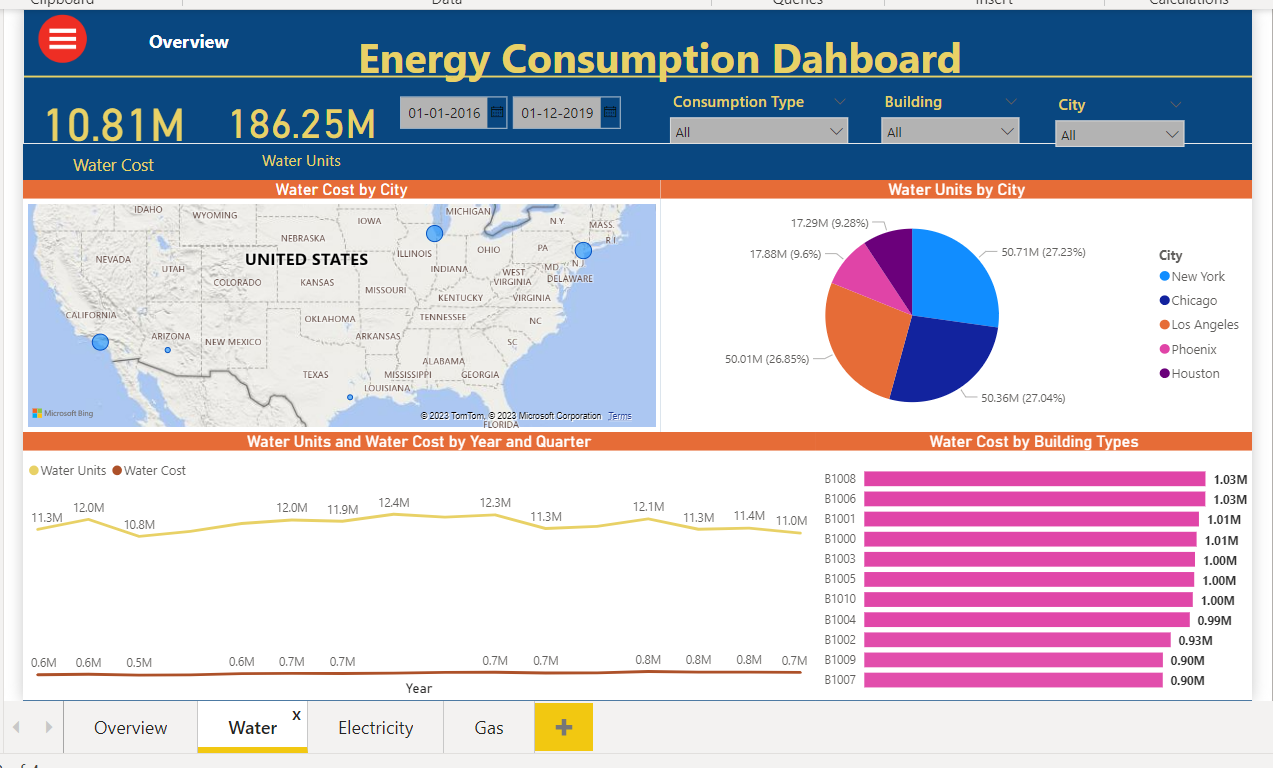 Clipboard Data Queries Insert Calculations
Overview
Energy Consumption Dahboard
10.81M
Water Cost
186.25M
Water Units
01-01-2016 01-12-2019
Consumption Type
All
Building
All
City
All
Water Cost by City
IDAHO
WYOMING
IOWA
MICHIGAN
N.Y.
MASS.
R I
NEBRASKA
NEVADA
UTAH
UNITED STATES
ILLINOIS
OHIO
PA
NJ
COLORADO
KANSAS
INDIANA
WEST
VIRGINIA
MD
DELAWARE
MISSOURI
KENTUCKY
VIRGINIA
CALIFORNIA
OKLAHOMA
TENNESSEE
NC
ARIZONA
NEW MEXICO
ARKANSAS
SC
ALABAMA
TEXAS
MISSISSIPPI
GEORGIA
LOUISIANA
FLORIDA
Microsoft Bing
© 2023 TomTom, © 2023 Microsoft Corporation Terms
Water Units by City
17.29M (9.28%)
17.88M (9.6%)
50.71M (27.23%)
50.01M (26.85%)
50.36M (27.04%)
City
New York
Chicago
Los Angeles
Phoenix
Houston
Water Units and Water Cost by Year and Quarter
Water Units Water Cost
11.3M 12.0M 10.8M 12.0M 11.9M 12.4M 12.3M 11.3M 12.1M 11.3M 11.4M 11.0M
0.6M 0.6M 0.5M 0.6M 0.7M 0.7M 0.7M 0.7M 0.8M 0.8M 0.8M 0.7M
Year
Water Cost by Building Types
B1008 1.03M
B1006 1.03M
B1001 1.01M
B1000 1.01M
B1003 1.00M
B1005 1.00M
B1010 1.00M
B1004 0.99M
B1002 0.93M
B1009 0.90M
B1007 0.90M
Overview Water x Electricity Gas +